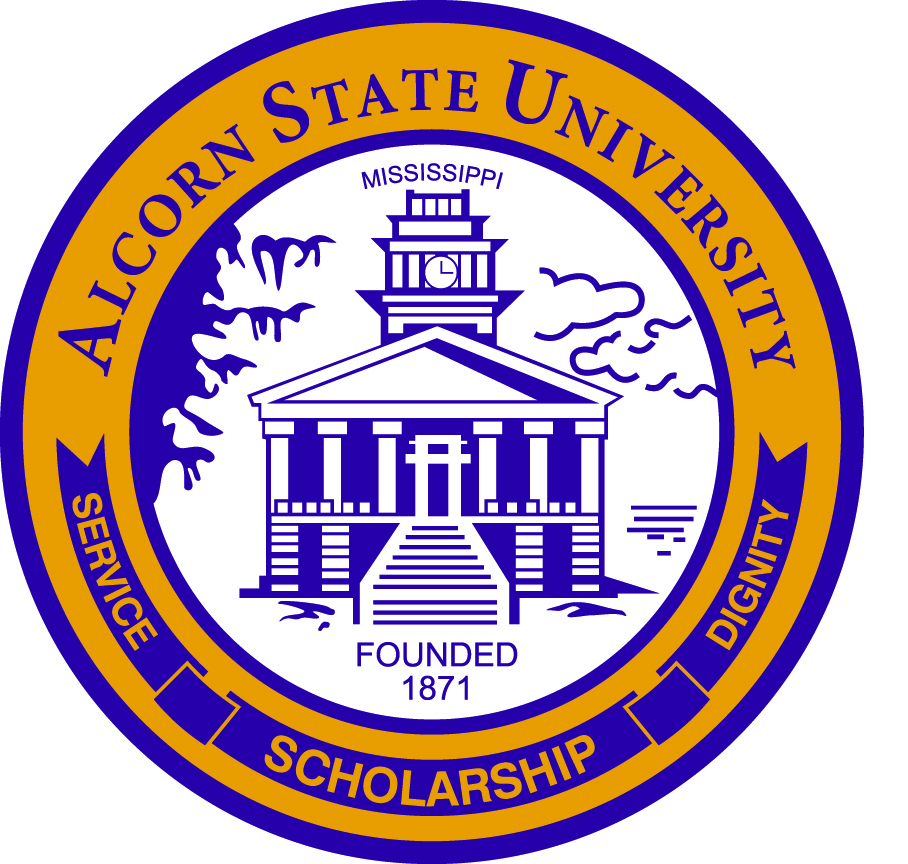 ALCORN STATE UNIVERSITY
MISSISSIPPI
FOUNDED
1871
SERVICE
SCHOLARSHIP
DIGNITY